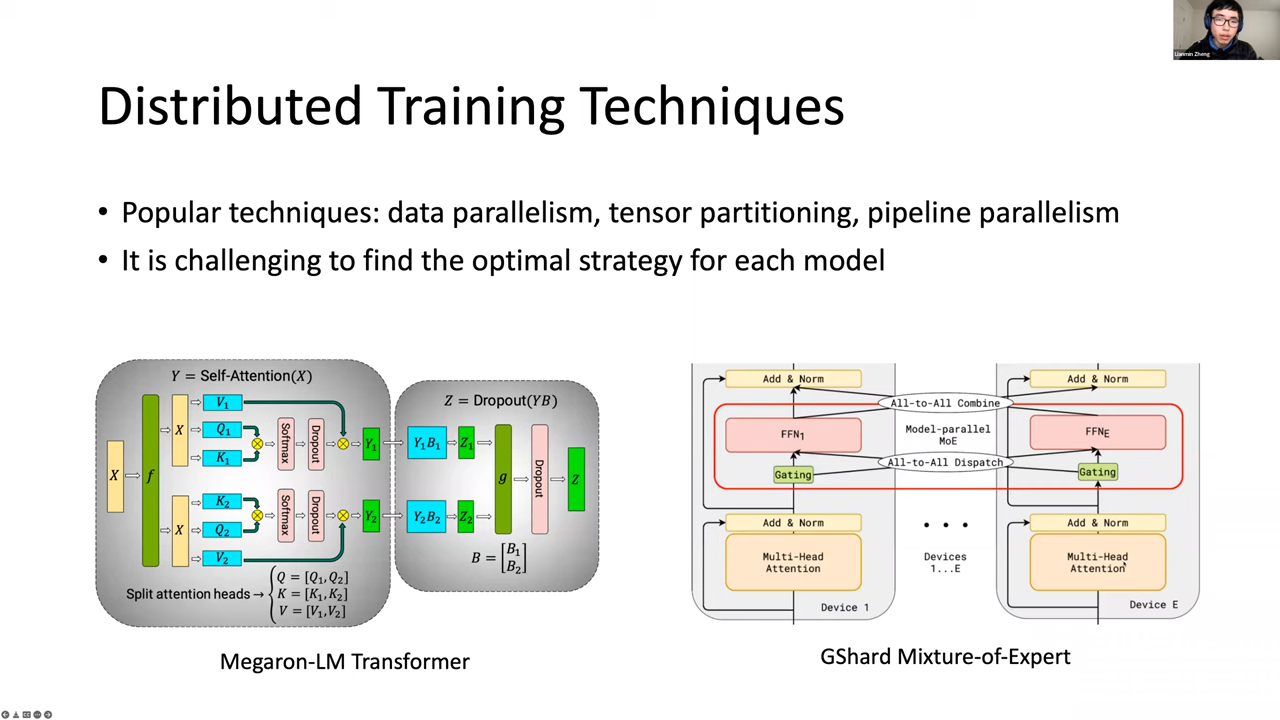 Lianmin Zheng
Distributed Training Techniques
• Popular techniques: data parallelism, tensor partitioning, pipeline parallelism
• It is challenging to find the optimal strategy for each model
Y = Self-Attention(X)
X
f
X
V₁
Q₁
K₁
Softmax
Dropout
Y₁
X
K₂
Q₂
V₂
Softmax
Dropout
Y₂
Split attention heads →
Q = [Q₁, Q₂]
K = [K₁, K₂]
V = [V₁, V₂]
Z = Dropout(YB)
Y₁B₁
Z₁
Y₂B₂
Z₂
g
Dropout
Z
B = [B₁
B₂]
Megaron-LM Transformer
Add & Norm
Add & Norm
All-to-All Combine
FFN₁
Model-parallel
MoE
FFNE
All-to-All Dispatch
Gating
Gating
Add & Norm
Add & Norm
Multi-Head
Attention
Devices
1...E
Multi-Head
Attention
Device 1
Device E
GShard Mixture-of-Expert